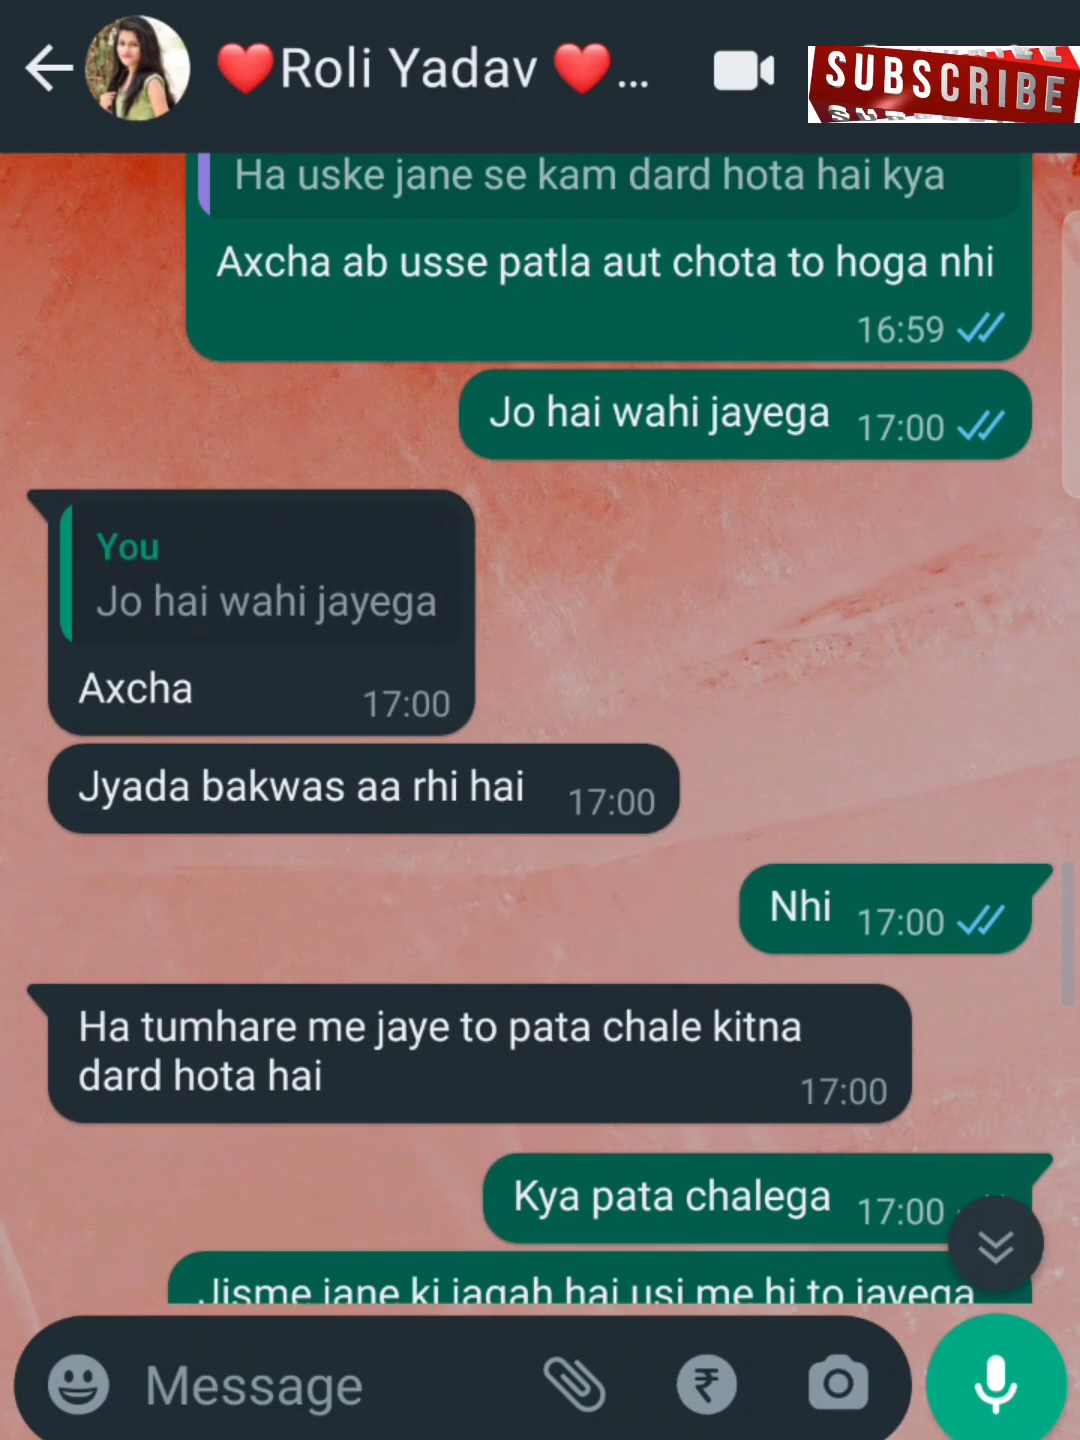 ❤️Roli Yadav ❤️...
SUBSCRIBE
Ha uske jane se kam dard hota hai kya
Axcha ab usse patla aut chota to hoga nhi
16:59
Jo hai wahi jayega 17:00
You
Jo hai wahi jayega
Axcha 17:00
Jyada bakwas aa rhi hai 17:00
Nhi 17:00
Ha tumhare me jaye to pata chale kitna
dard hota hai 17:00
Kya pata chalega 17:00
Jisme jane ki jagah hai usi me hi to jayega
Message